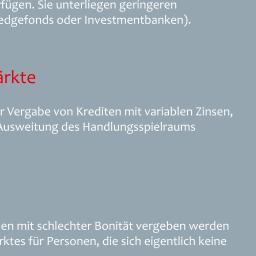 fügen. Sie unterliegen geringeren
edgefonds oder Investmentbanken).
ärkte
r Vergabe von Krediten mit variablen Zinsen,
Ausweitung des Handlungsspielraums
en mit schlechter Bonität vergeben werden
rktes für Personen, die sich eigentlich keine